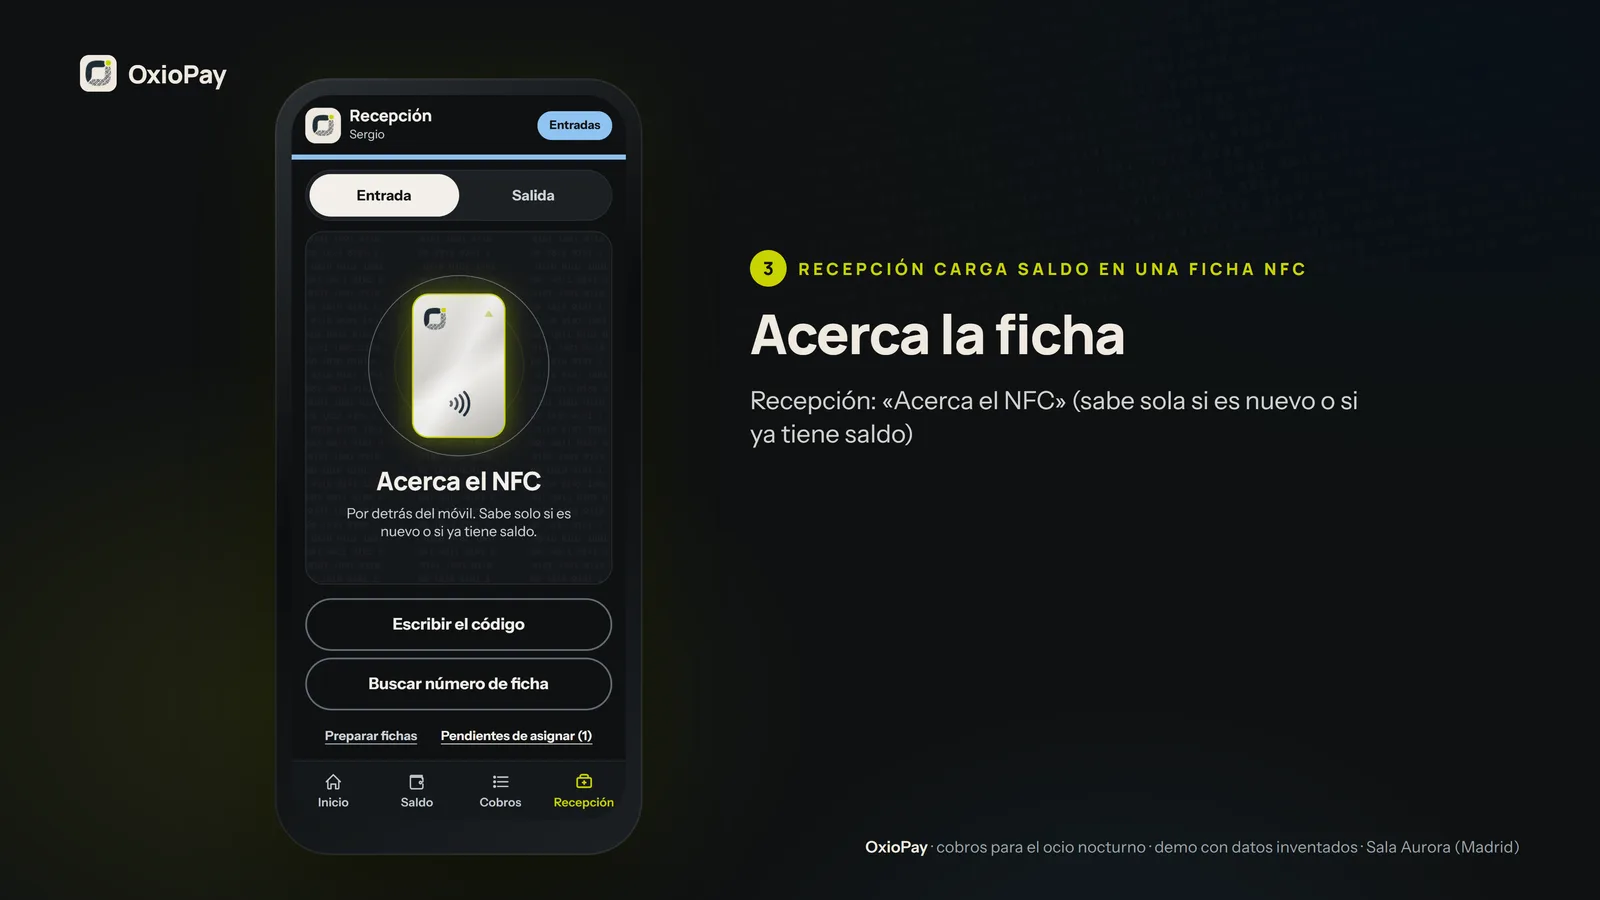 OxioPay
Recepción
Sergio
Entradas
Entrada
Salida
Acerca el NFC
Por detrás del móvil. Sabe solo si es
nuevo o si ya tiene saldo.
Escribir el código
Buscar número de ficha
Preparar fichas
Pendientes de asignar (1)
Inicio
Saldo
Cobros
Recepción
3
RECEPCIÓN CARGA SALDO EN UNA FICHA NFC
Acerca la ficha
Recepción: «Acerca el NFC» (sabe sola si es nuevo o si
ya tiene saldo)
OxioPay · cobros para el ocio nocturno · demo con datos inventados · Sala Aurora (Madrid)